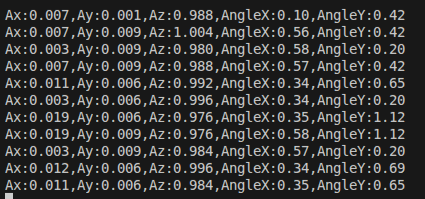 Ax:0.007,Ay:0.001,Az:0.988,AngleX:0.10,AngleY:0.42
Ax:0.007,Ay:0.009,Az:1.004,AngleX:0.56,AngleY:0.42
Ax:0.003,Ay:0.009,Az:0.980,AngleX:0.58,AngleY:0.20
Ax:0.007,Ay:0.009,Az:0.988,AngleX:0.57,AngleY:0.42
Ax:0.011,Ay:0.006,Az:0.992,AngleX:0.34,AngleY:0.65
Ax:0.003,Ay:0.006,Az:0.996,AngleX:0.34,AngleY:0.20
Ax:0.019,Ay:0.006,Az:0.976,AngleX:0.35,AngleY:1.12
Ax:0.019,Ay:0.009,Az:0.976,AngleX:0.58,AngleY:1.12
Ax:0.003,Ay:0.009,Az:0.984,AngleX:0.57,AngleY:0.20
Ax:0.012,Ay:0.006,Az:0.996,AngleX:0.34,AngleY:0.69
Ax:0.011,Ay:0.006,Az:0.984,AngleX:0.35,AngleY:0.65